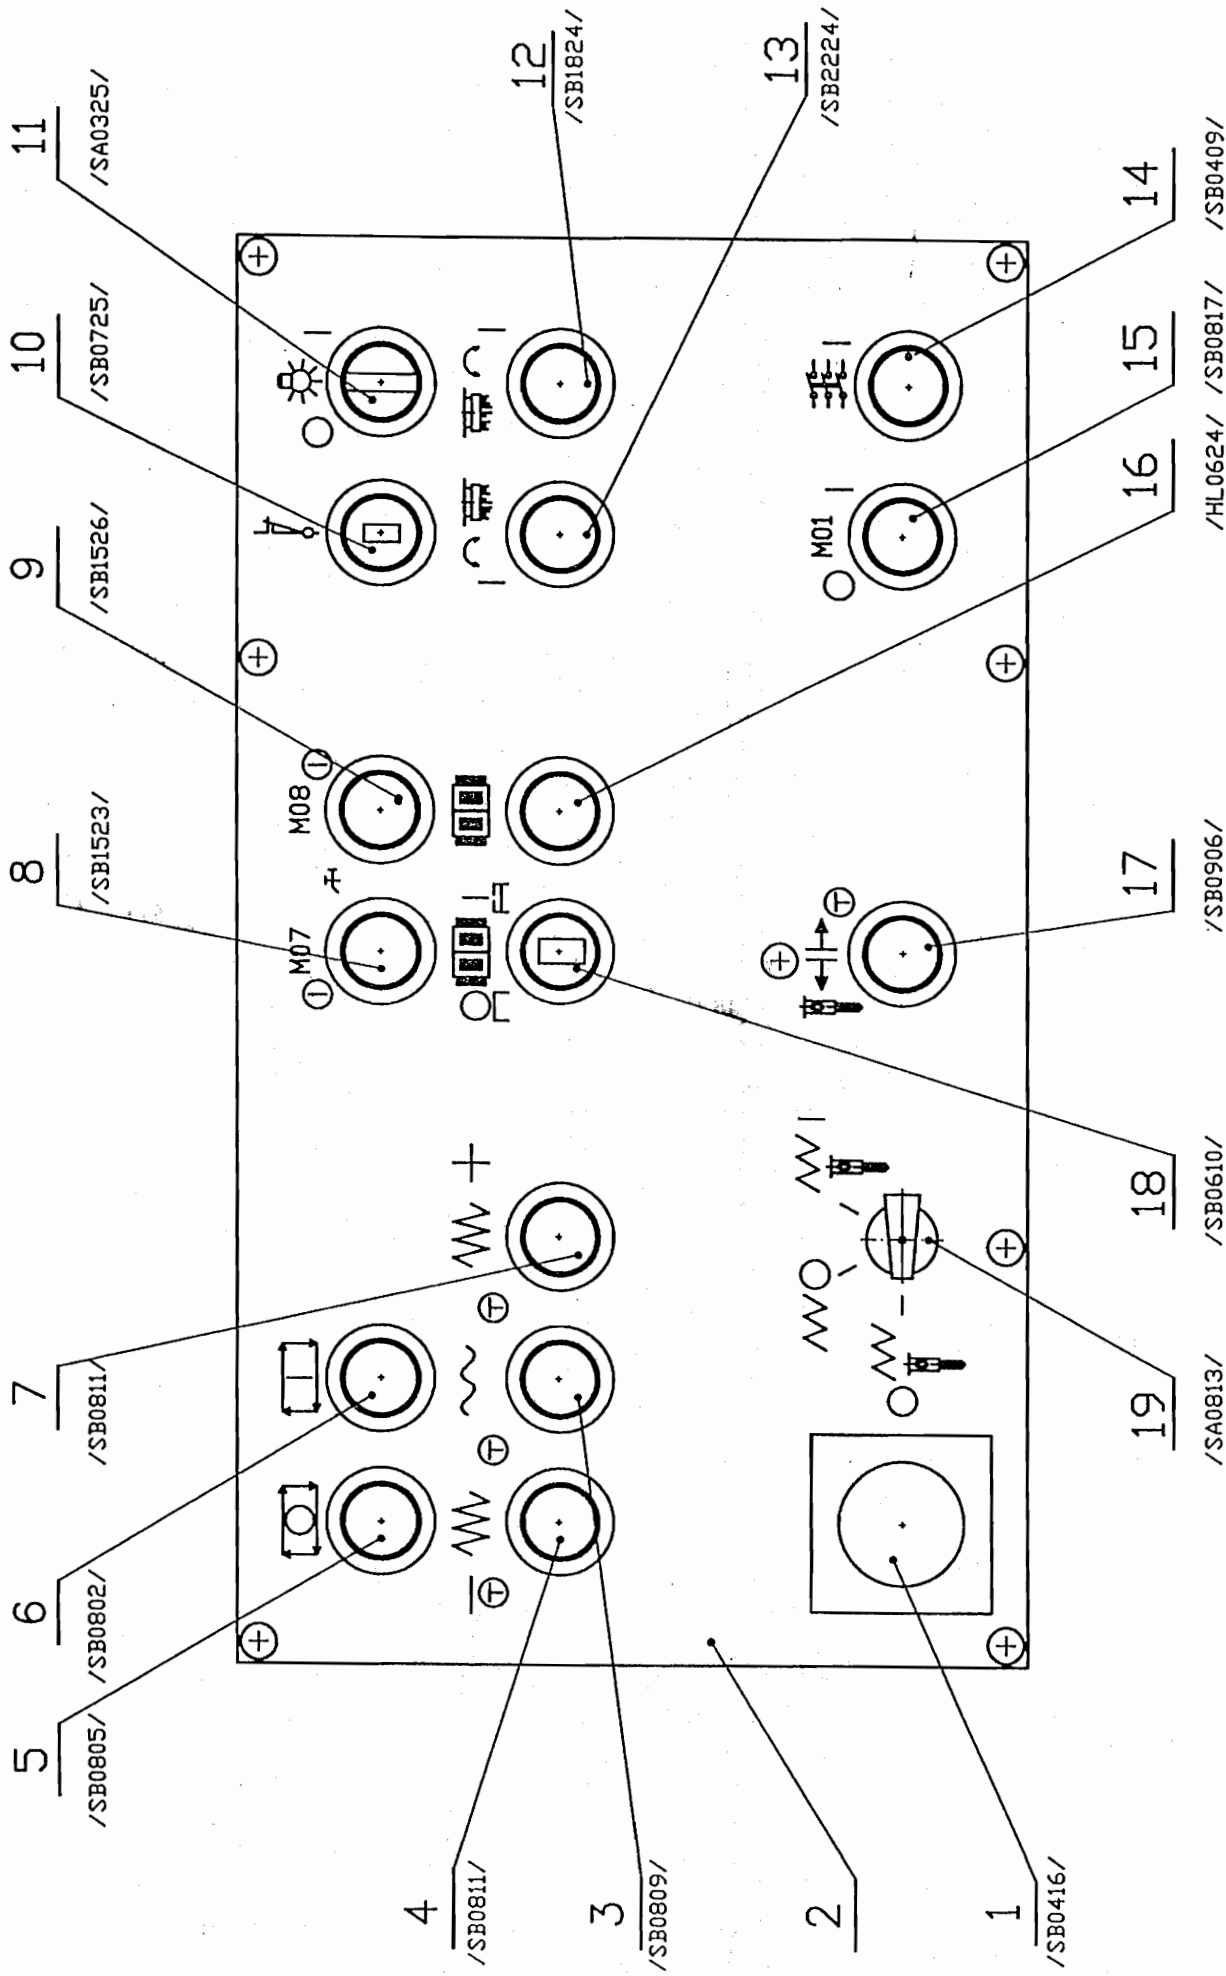 1
/SB0416/
2
3
/SB0809/
4
/SB0811/
5
/SB0805/
6
/SB0802/
7
/SB0811/
8
/SB1523/
9
/SB1526/
10
/SB0725/
11
/SA0325/
12
/SB1824/
13
/SB2224/
14
/SB0409/
15
/SB0817/
16
/HL0624/
17
/SB0906/
18
/SB0610/
19
/SA0813/
M07
M08
M01